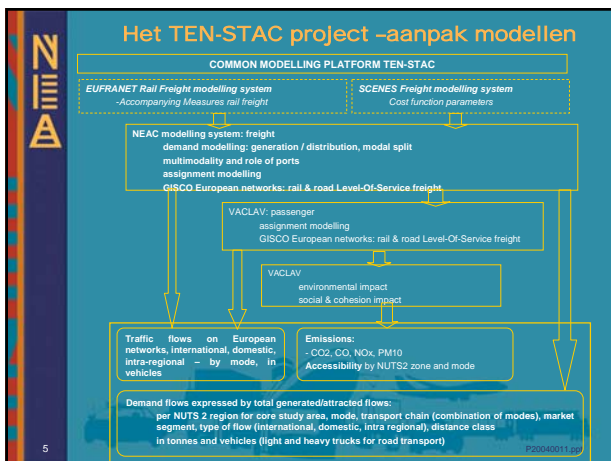 Het TEN-STAC project –aanpak modellen
NEA
COMMON MODELLING PLATFORM TEN-STAC
EUFRANET Rail Freight modelling system
-Accompanying Measures rail freight
SCENES Freight modelling system
Cost function parameters
NEAC modelling system: freight
demand modelling: generation / distribution, modal split
multimodality and role of ports
assignment modelling
GISCO European networks: rail & road Level-Of-Service freight
VACLAV: passenger
assignment modelling
GISCO European networks: rail & road Level-Of-Service freight
VACLAV
environmental impact
social & cohesion impact
Traffic flows on European
networks, international, domestic,
intra-regional – by mode, in
vehicles
Emissions:
- CO2, CO, NOx, PM10
Accessibility by NUTS2 zone and mode
Demand flows expressed by total generated/attracted flows:
per NUTS 2 region for core study area, mode, transport chain (combination of modes), market
segment, type of flow (international, domestic, intra regional), distance class
in tonnes and vehicles (light and heavy trucks for road transport)
5
P20040011.ppt